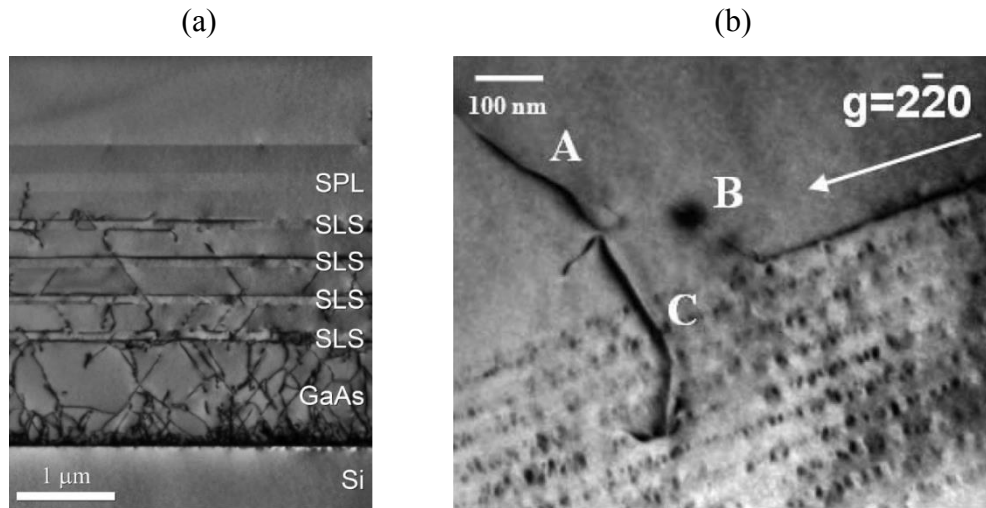 (a)
(b)
SPL
SLS
SLS
SLS
SLS
GaAs
1 μm
Si
100 nm
A
B
C
g=22̄0